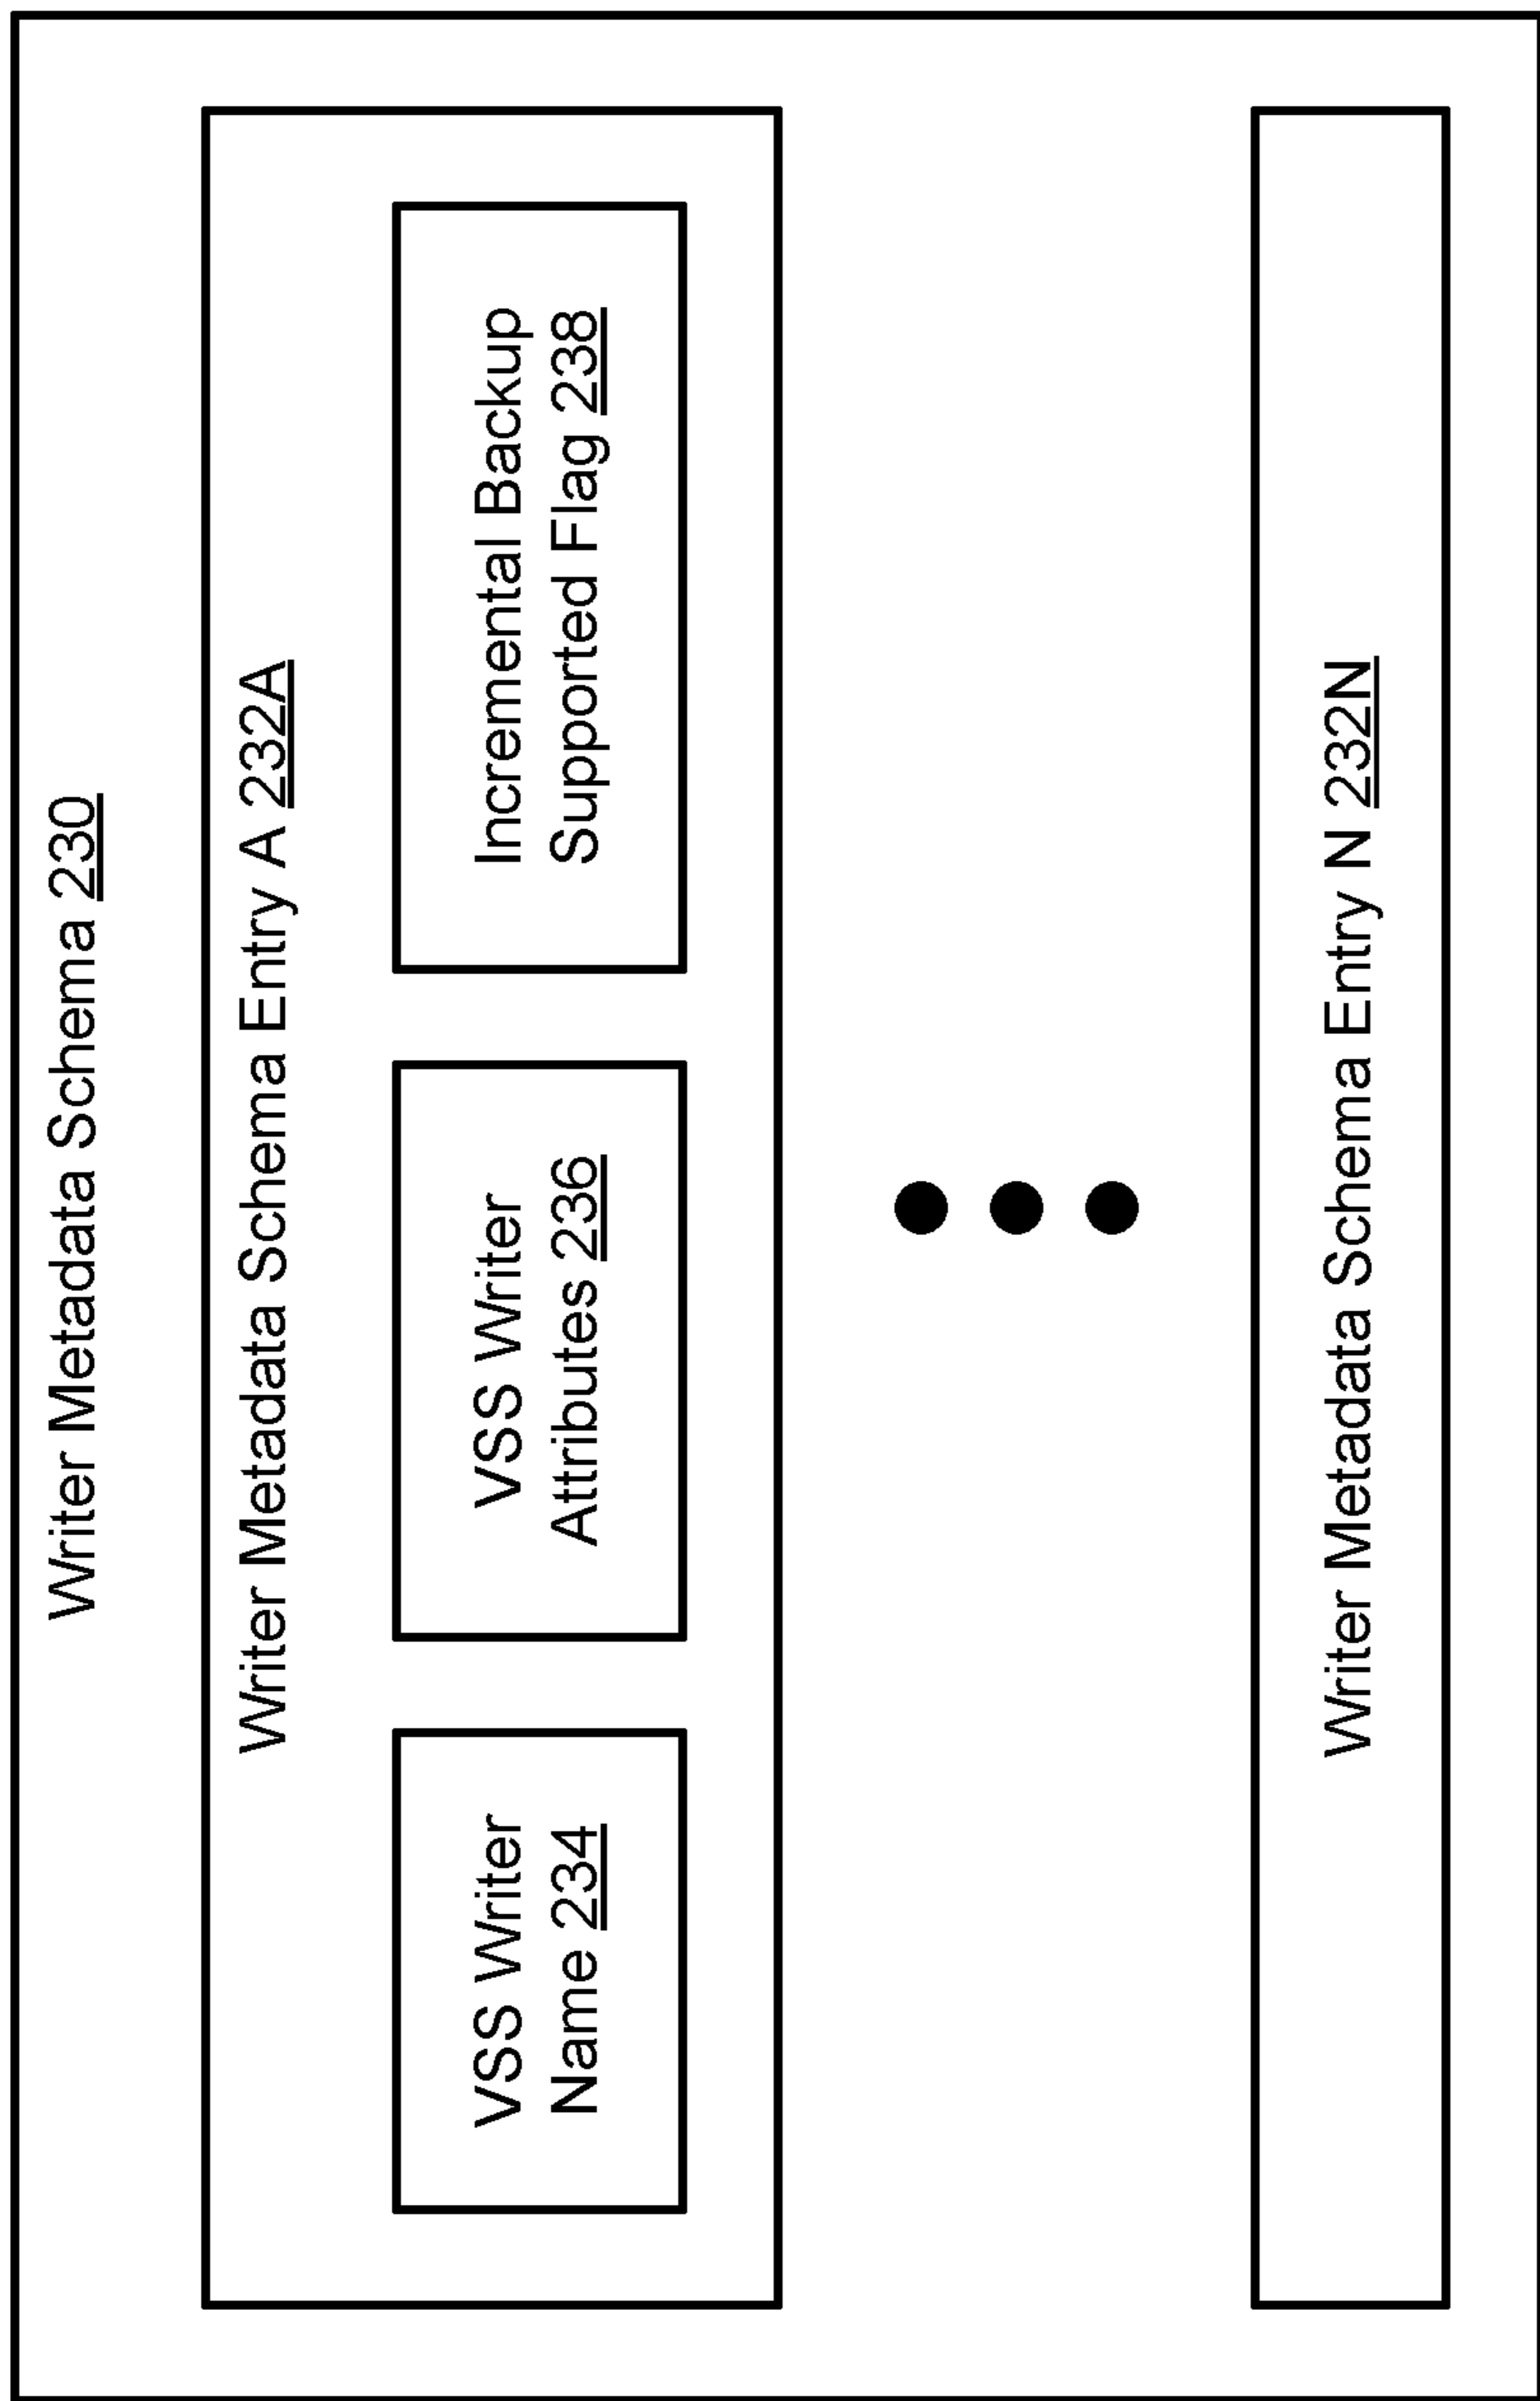 Writer Metadata Schema 230
Writer Metadata Schema Entry A 232A
VSS Writer
Name 234
VSS Writer
Attributes 236
Incremental Backup
Supported Flag 238
Writer Metadata Schema Entry N 232N